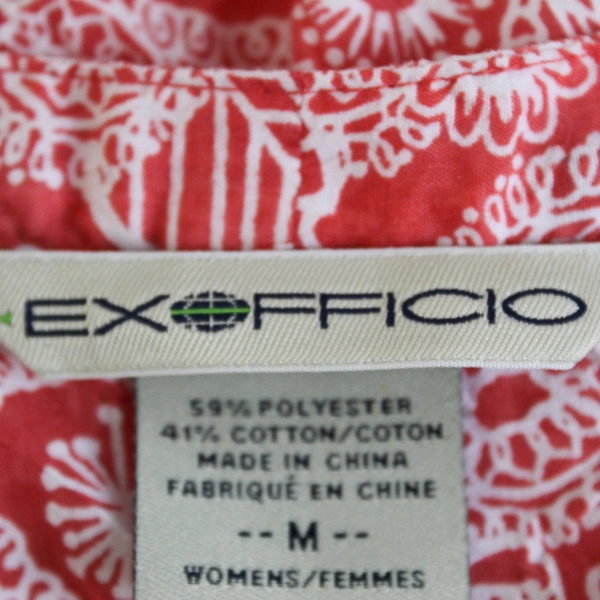 EXOFFICIO
59% POLYESTER
41% COTTON/COTON
MADE IN CHINA
FABRIQUÉ EN CHINE
-- M --
WOMENS/FEMMES